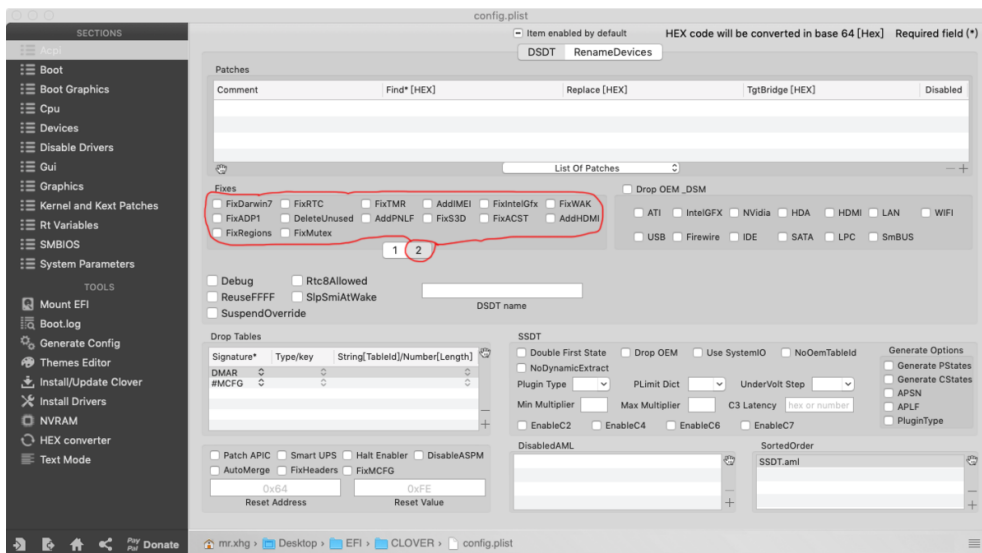 config.plist
SECTIONS
Item enabled by default HEX code will be converted in base 64 [Hex] Required field (*)
Acpi
DSDT RenameDevices
Boot
Boot Graphics
Cpu
Devices
Disable Drivers
Gui
Graphics
Kernel and Kext Patches
Rt Variables
SMBIOS
System Parameters
TOOLS
Mount EFI
Boot.log
Generate Config
Themes Editor
Install/Update Clover
Install Drivers
NVRAM
HEX converter
Text Mode
PayPal Donate
Patches
Comment Find* [HEX] Replace [HEX] TgtBridge [HEX] Disabled
List Of Patches
Fixes
FixDarwin7 FixRTC FixTMR AddIMEI FixIntelGfx FixWAK
FixADP1 DeleteUnused AddPNLF FixS3D FixACST AddHDMI
FixRegions FixMutex
1 2
Drop OEM _DSM
ATI IntelGFX NVidia HDA HDMI LAN WIFI
USB Firewire IDE SATA LPC SmBUS
Debug Rtc8Allowed
ReuseFFFF SlpSmiAtWake
SuspendOverride
DSDT name
Drop Tables
Signature* Type/key String[TableId]/Number[Length]
DMAR
#MCFG
Patch APIC Smart UPS Halt Enabler DisableASPM
AutoMerge FixHeaders FixMCFG
0x64 0xFE
Reset Address Reset Value
SSDT
Double First State Drop OEM Use SystemIO NoOemTableId
NoDynamicExtract
Plugin Type PLimit Dict UnderVolt Step
Min Multiplier Max Multiplier C3 Latency hex or number
EnableC2 EnableC4 EnableC6 EnableC7
Generate Options
Generate PStates
Generate CStates
APSN
APLF
PluginType
DisabledAML
SortedOrder
SSDT.aml
mr.xhg › Desktop › EFI › CLOVER › config.plist